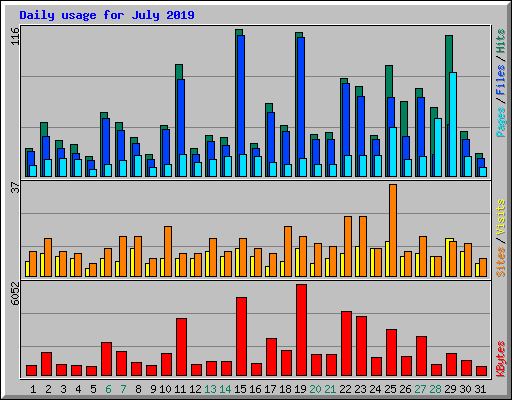 Daily usage for July 2019
116
Pages / Files / Hits
37
Sites / Visits
6052
KBytes
1 2 3 4 5 6 7 8 9 10 11 12 13 14 15 16 17 18 19 20 21 22 23 24 25 26 27 28 29 30 31